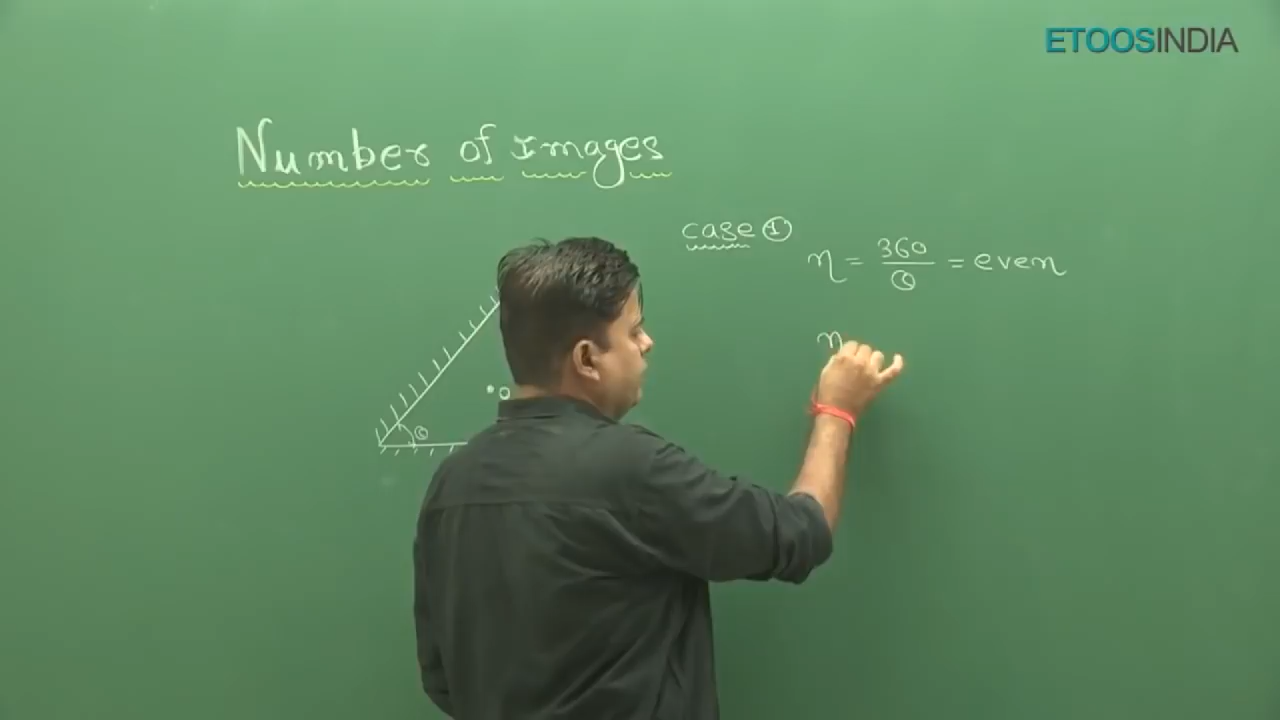 ETOOSINDIA
Number of Images
case ①
η = 360/θ = even
n
O
θ